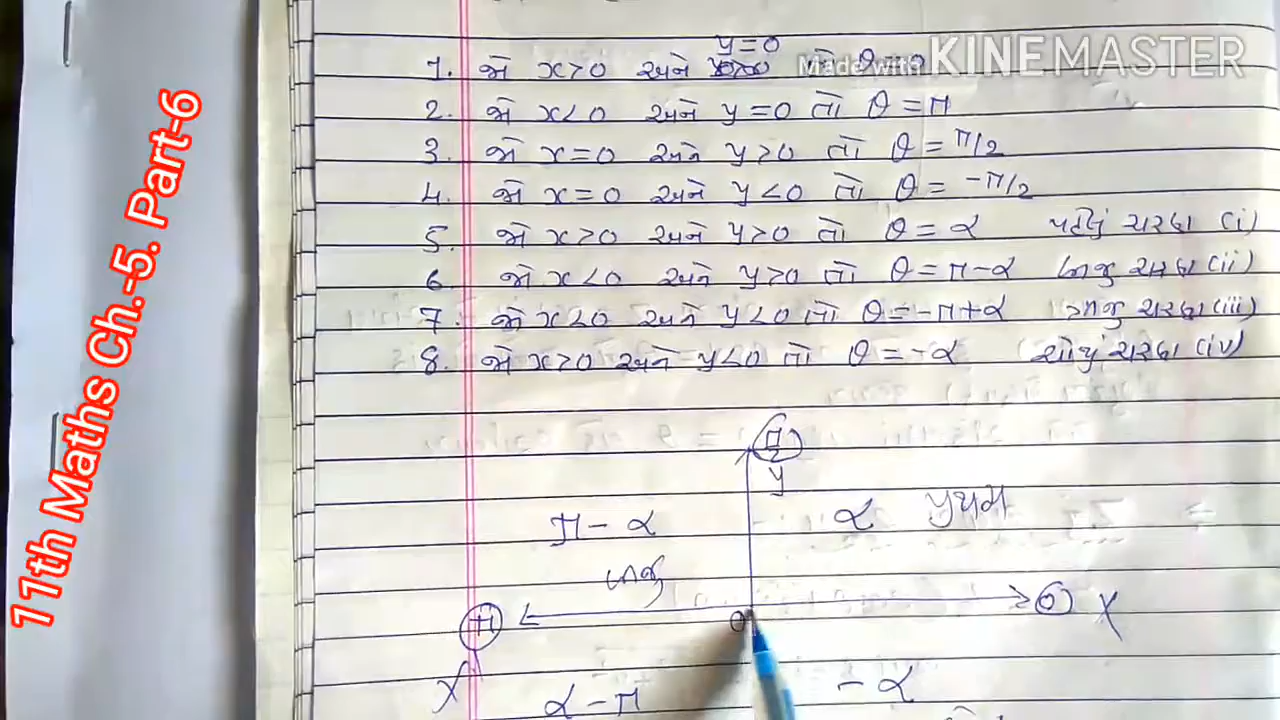 11th Maths Ch.-5. Part-6
Made with KINEMASTER
y=0
1. જો x>0 અને તો θ=0
2. જો x<0 અને y=0 તો θ=π
3. જો x=0 અને y>0 તો θ=π/2
4. જો x=0 અને y<0 તો θ= -π/2
5. જો x>0 અને y>0 તો θ=α પહેલું ચરણ (i)
6. જો x<0 અને y>0 તો θ=π-α બીજુ ચરણ (ii)
7. જો x<0 અને y<0 તો θ=-π+α ત્રીજુ ચરણ (iii)
8. જો x>0 અને y<0 તો θ=-α ચોથું ચરણ (iv)
π/2
y
π-α α પ્રથમ
બીજુ
π 0 0 X
X'
α-π -α